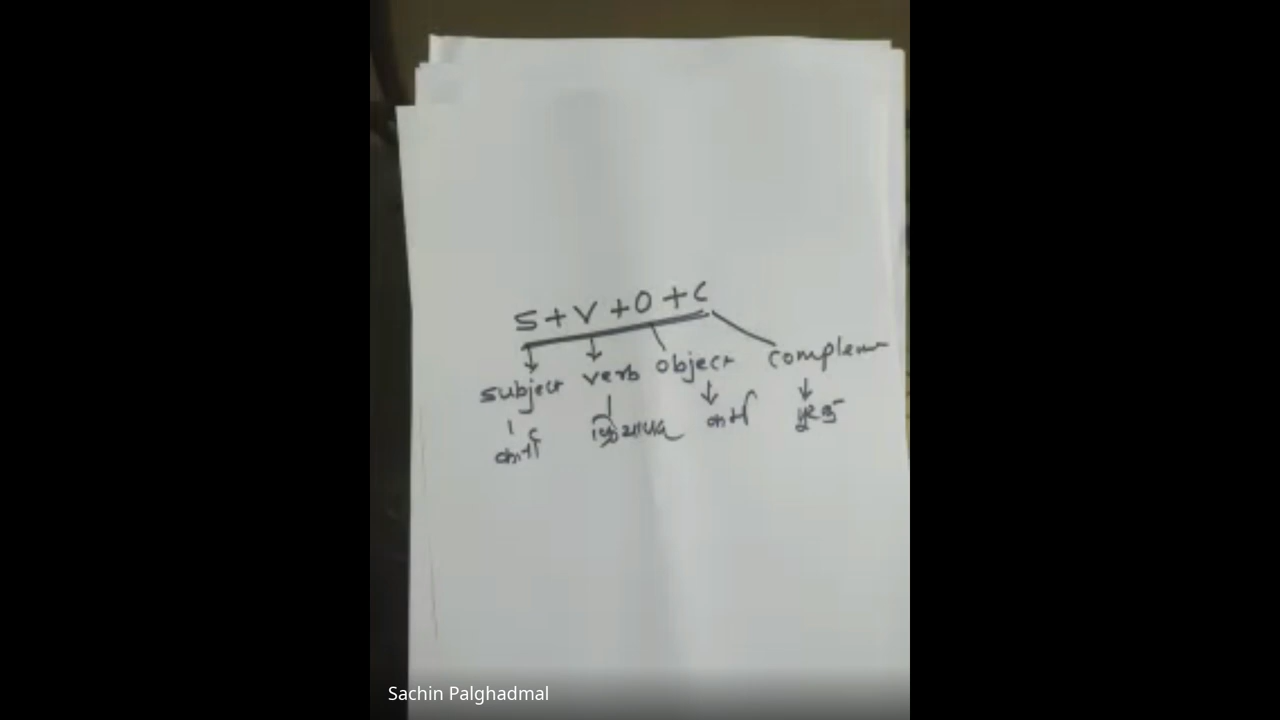 S + V + O + C
subject verb object complem
कर्ता क्रियापद कर्म पूरक
Sachin Palghadmal